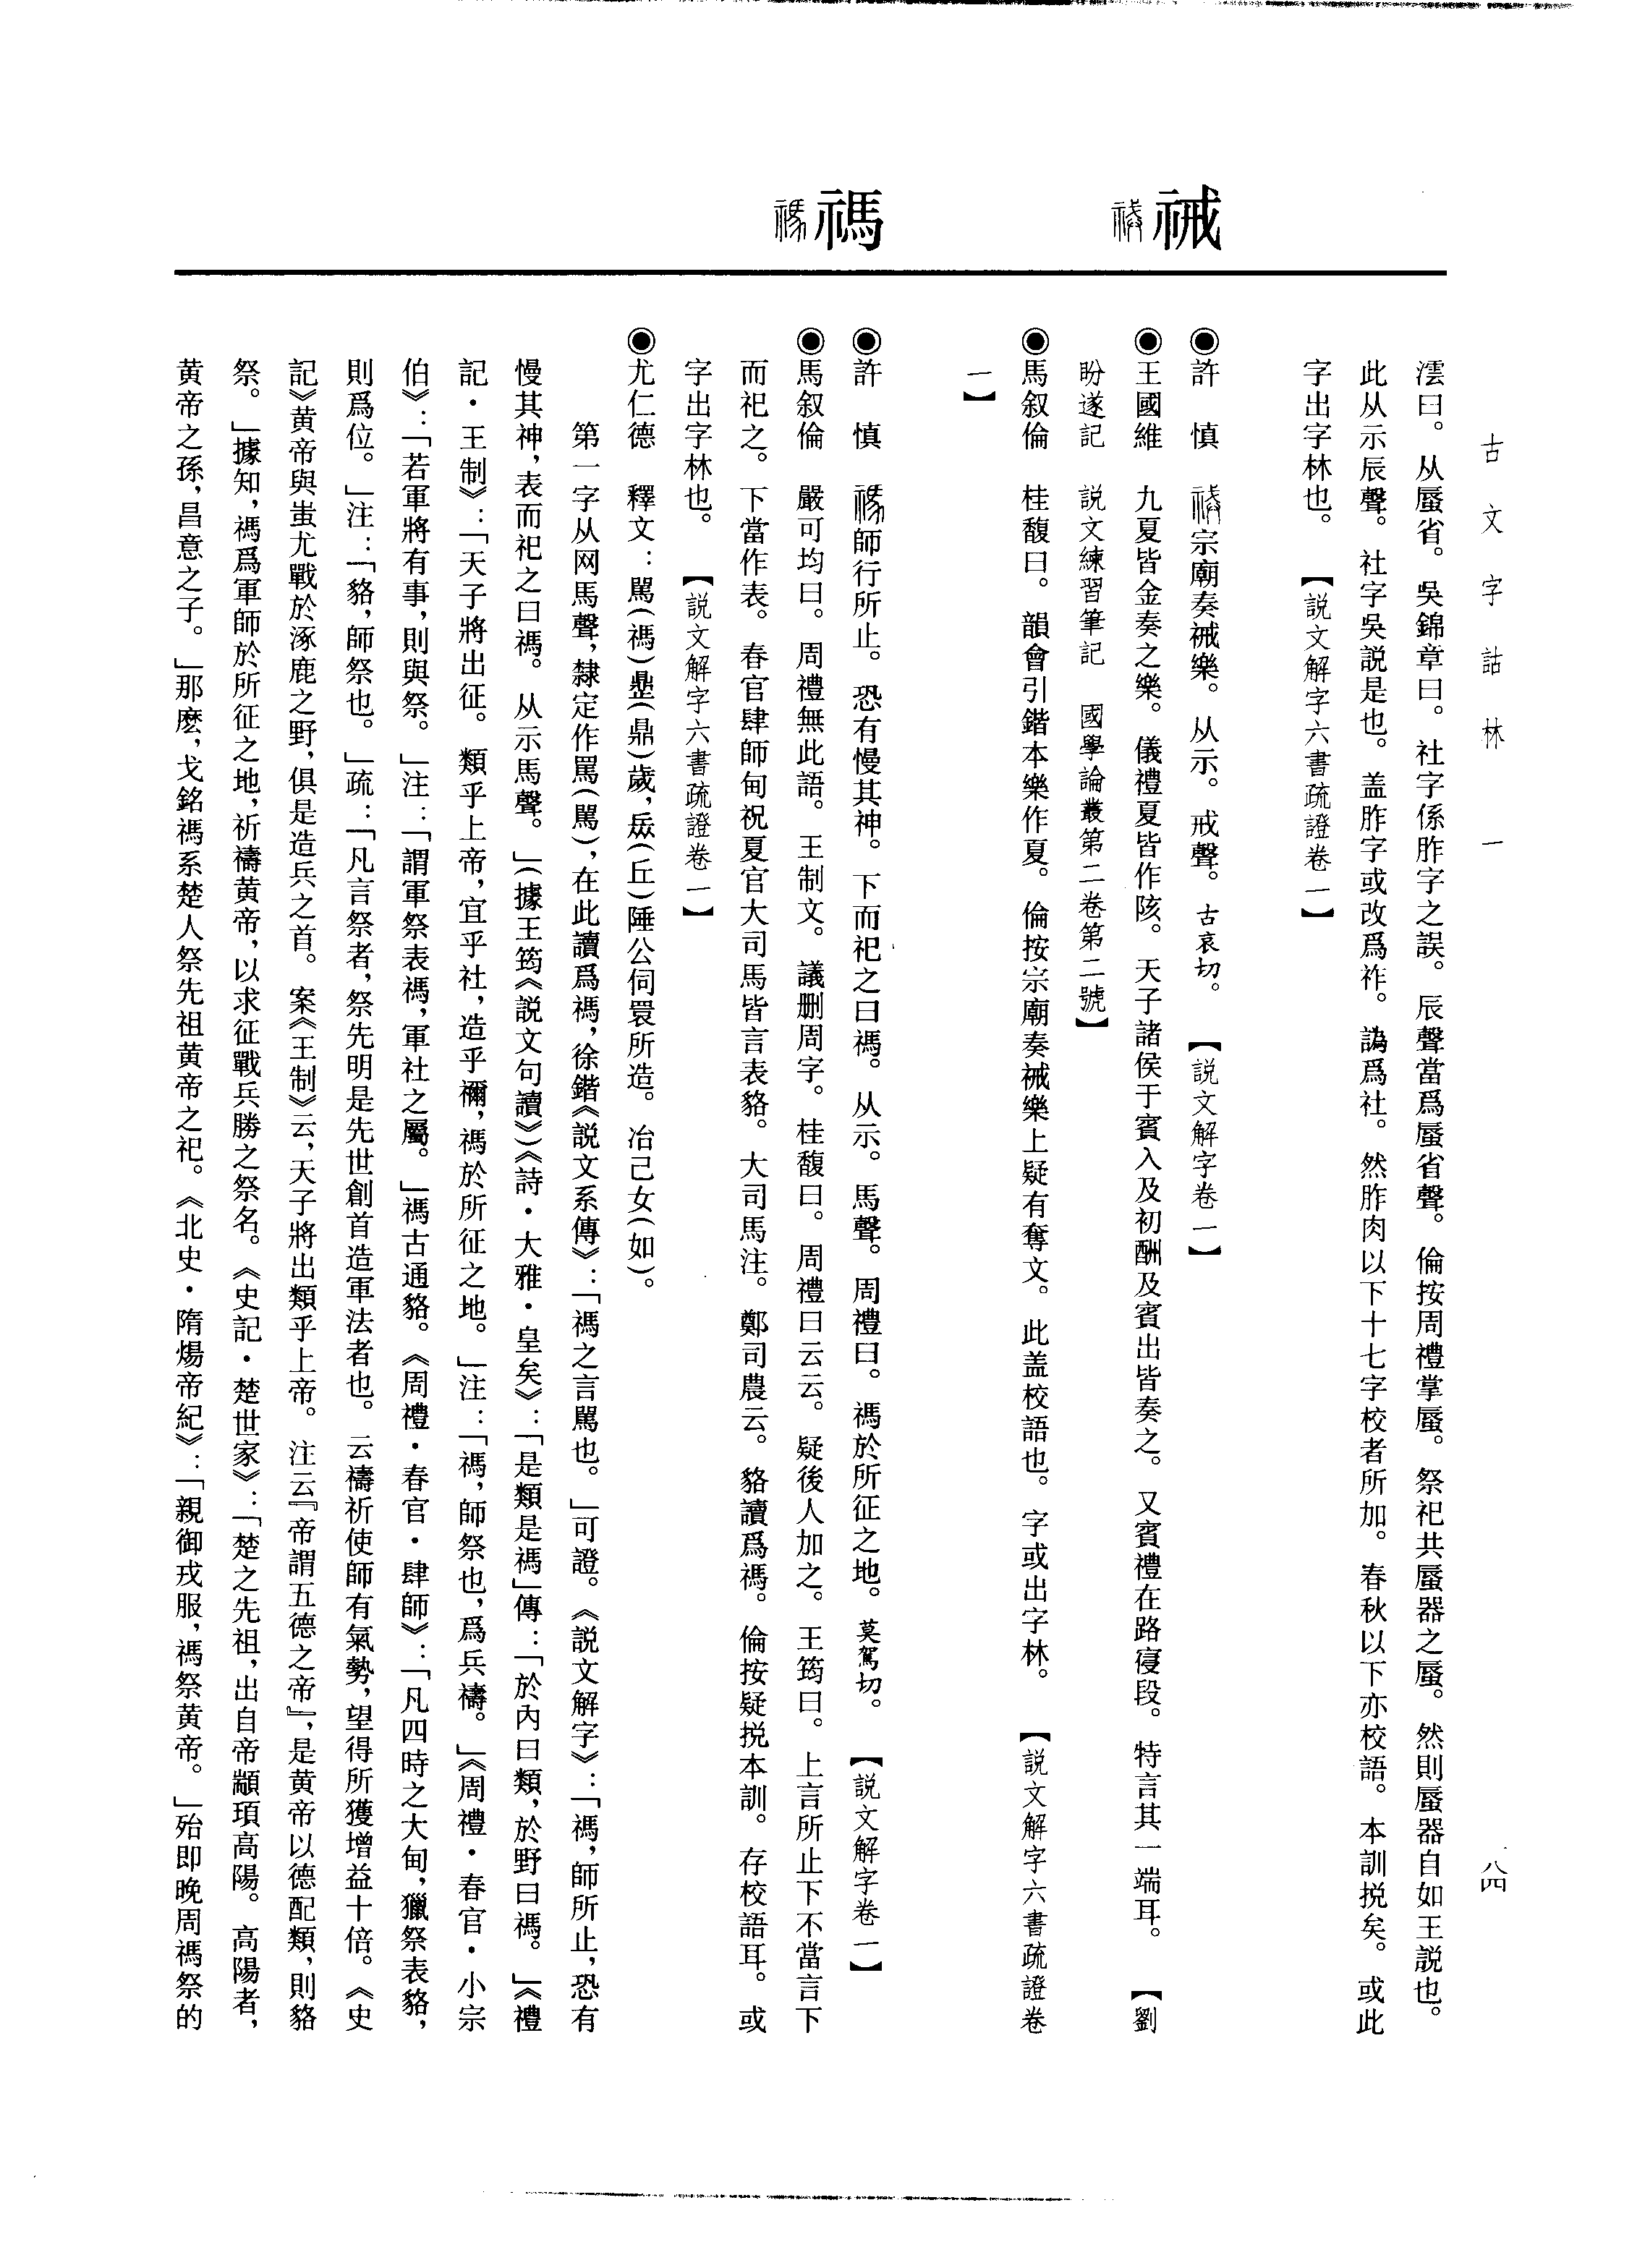 古文字詁林 一
八四
祴
禡
澐曰。从蜃省。吳錦章曰。社字係胙字之誤。辰聲當爲蜃省聲。倫按周禮掌蜃。祭祀共蜃器之蜃。然則蜃器自如王説也。
此从示辰聲。社字吳説是也。盖胙字或改爲祚。譌爲社。然胙肉以下十七字校者所加。春秋以下亦校語。本訓挩矣。或此
字出字林也。【説文解字六書疏證卷一】
◉許　慎　祴宗廟奏祴樂。从示。戒聲。古哀切。【説文解字卷一】
◉王國維　九夏皆金奏之樂。儀禮夏皆作陔。天子諸侯于賓入及初酬及賓出皆奏之。又賓禮在路寑段。特言其一端耳。【劉
盼遂記　説文練習筆記　國學論叢第二卷第二號】
◉馬叙倫　桂馥曰。韻會引鍇本樂作夏。倫按宗廟奏祴樂上疑有奪文。此盖校語也。字或出字林。【説文解字六書疏證卷
一】
◉許　慎　禡師行所止。恐有慢其神。下而祀之曰禡。从示。馬聲。周禮曰。禡於所征之地。莫駕切。【説文解字卷一】
◉馬叙倫　嚴可均曰。周禮無此語。王制文。議删周字。桂馥曰。周禮曰云云。疑後人加之。王筠曰。上言所止下不當言下
而祀之。下當作表。春官肆師甸祝夏官大司馬皆言表貉。大司馬注。鄭司農云。貉讀爲禡。倫按疑挩本訓。存校語耳。或
字出字林也。【説文解字六書疏證卷一】
◉尤仁德　釋文：駡(禡)鼎(鼎)歲，丘(丘)陲公伺睘所造。冶己女(如)。
第一字从网馬聲，隸定作罵(駡)，在此讀爲禡，徐鍇《説文系傳》：「禡之言駡也。」可證。《説文解字》：「禡，師所止，恐有
慢其神，表而祀之曰禡。从示馬聲。」(據王筠《説文句讀》)《詩·大雅·皇矣》：「是類是禡」傳：「於内曰類，於野曰禡。」《禮
記·王制》：「天子將出征。類乎上帝，宜乎社，造乎禰，禡於所征之地。」注：「禡，師祭也，爲兵禱。」《周禮·春官·小宗
伯》：「若軍將有事，則與祭。」注：「謂軍祭表禡，軍社之屬。」禡古通貉。《周禮·春官·肆師》：「凡四時之大甸，獵祭表貉，
則爲位。」注：「貉，師祭也。」疏：「凡言祭者，祭先明是先世創首造軍法者也。云禱祈使師有氣勢，望得所獲增益十倍。《史
記》黄帝與蚩尤戰於涿鹿之野，俱是造兵之首。案《王制》云，天子將出類乎上帝。注云『帝謂五德之帝』，是黄帝以德配類，則貉
祭。」據知，禡爲軍師於所征之地，祈禱黄帝，以求征戰兵勝之祭名。《史記·楚世家》：「楚之先祖，出自帝顓頊高陽。高陽者，
黄帝之孫，昌意之子。」那麽，戈銘禡系楚人祭先祖黄帝之祀。《北史·隋煬帝紀》：「親御戎服，禡祭黄帝。」殆即晚周禡祭的